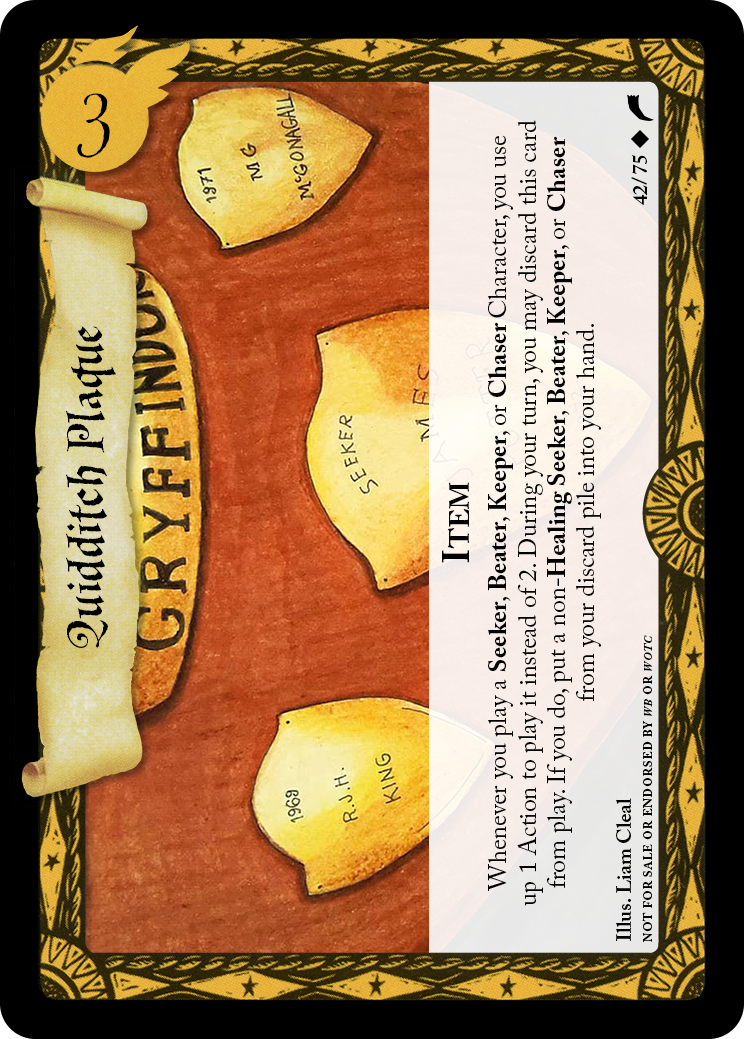 3
Quidditch Plaque
GRYFFINDOR
1969
R.J.H.
KING
SEEKER
JAMES
POTTER
1971
M G
McGONAGALL
ITEM
Whenever you play a Seeker, Beater, Keeper, or Chaser Character, you use
up 1 Action to play it instead of 2. During your turn, you may discard this card
from play. If you do, put a non-Healing Seeker, Beater, Keeper, or Chaser
from your discard pile into your hand.
Illus. Liam Cleal
42/75
NOT FOR SALE OR ENDORSED BY WB OR WOTC